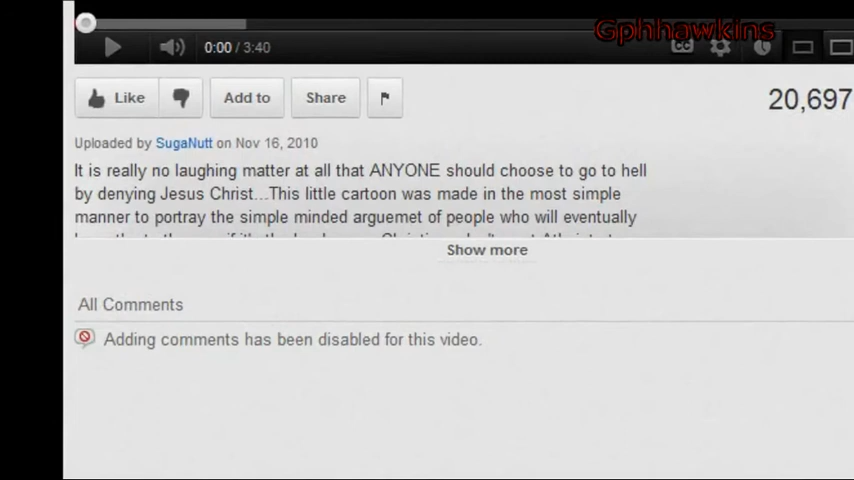 Gphhawkins
0:00 / 3:40
CC
Like
Add to
Share
20,697
Uploaded by SugaNutt on Nov 16, 2010
It is really no laughing matter at all that ANYONE should choose to go to hell
by denying Jesus Christ...This little cartoon was made in the most simple
manner to portray the simple minded arguemet of people who will eventually
Show more
All Comments
Adding comments has been disabled for this video.